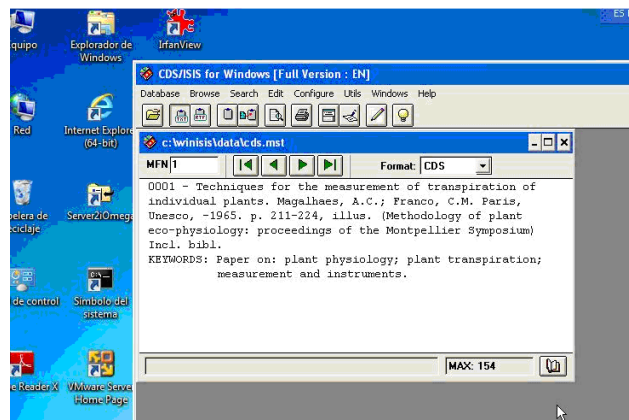 ES
equipo
Explorador de
Windows
IrfanView
CDS/ISIS for Windows [Full Version : EN]
Database Browse Search Edit Configure Utils Windows Help
Red
Internet Explore
(64-bit)
c:\winisis\data\cds.mst
MFN 1
Format: CDS
0001 - Techniques for the measurement of transpiration of
individual plants. Magalhaes, A.C.; Franco, C.M. Paris,
Unesco, -1965. p. 211-224, illus. (Methodology of plant
eco-physiology: proceedings of the Montpellier Symposium)
Incl. bibl.
KEYWORDS: Paper on: plant physiology; plant transpiration;
measurement and instruments.
pelera de
eciclaje
Server2iOmega
de control
Símbolo del
sistema
MAX: 154
e Reader X
VMware Server
Home Page